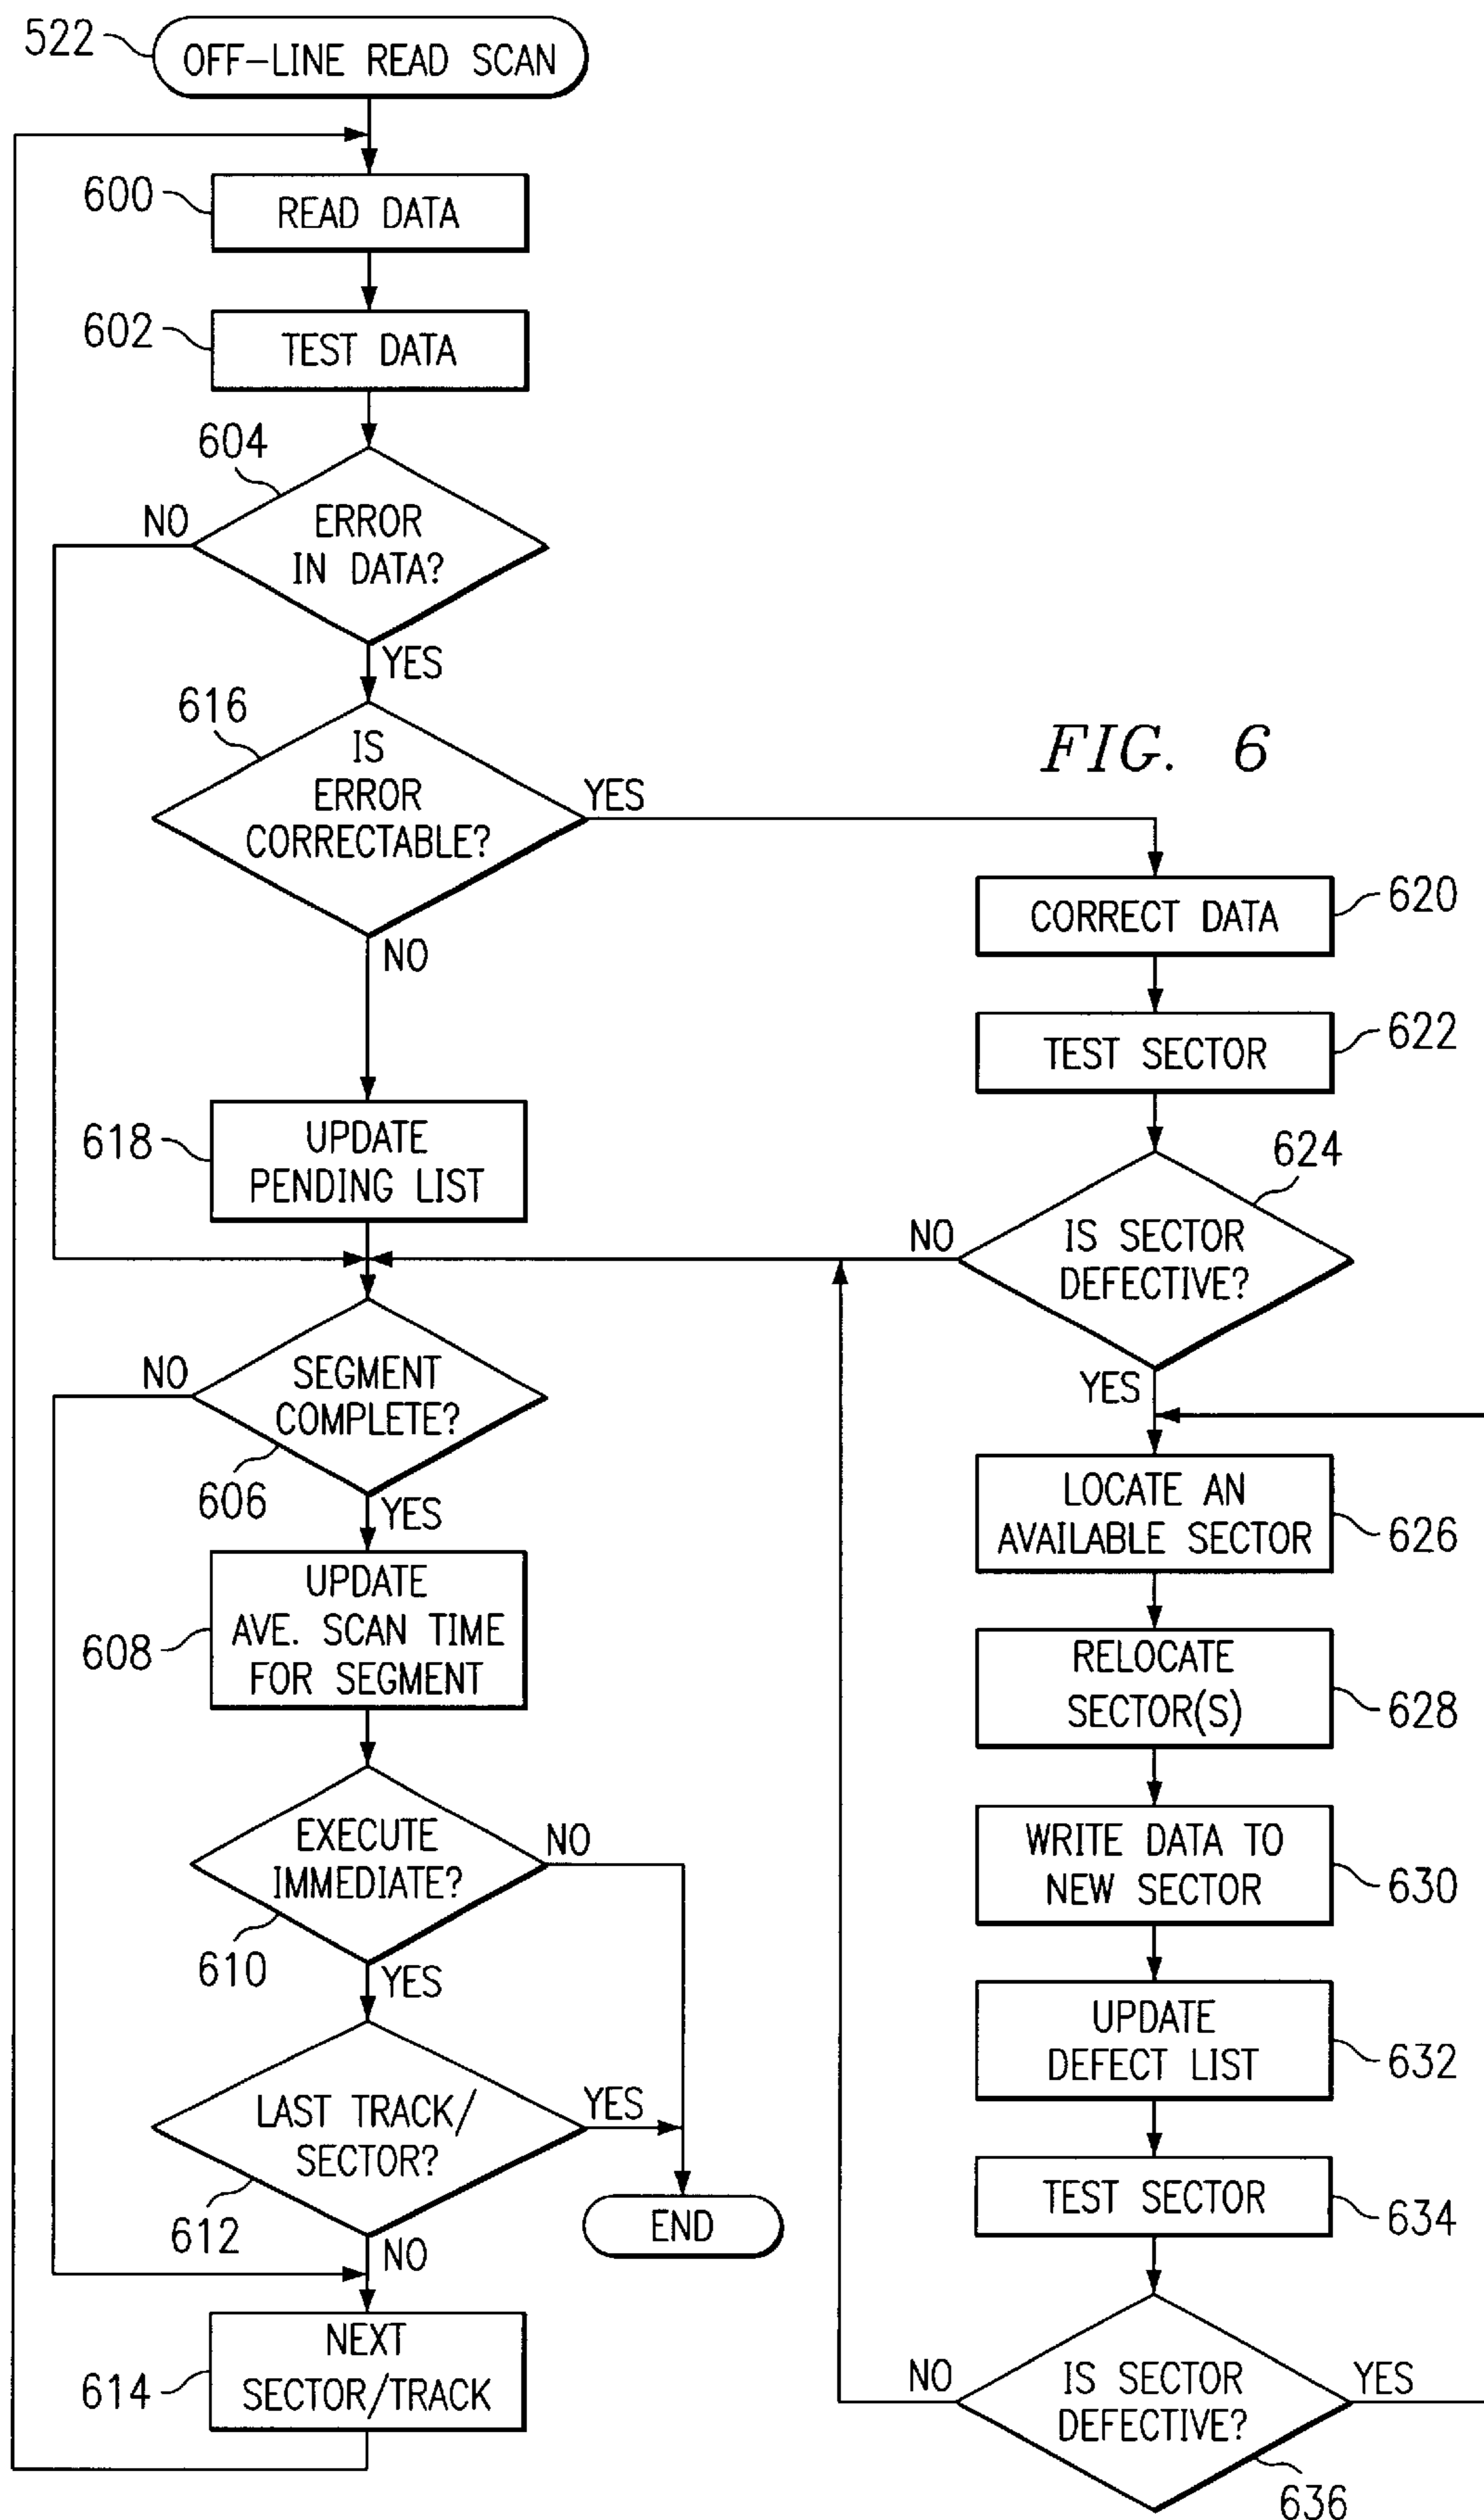 522
OFF-LINE READ SCAN
600
READ DATA
602
TEST DATA
604
NO
ERROR
IN DATA?
YES
616
IS
ERROR
CORRECTABLE?
YES
NO
FIG. 6
618
UPDATE
PENDING LIST
CORRECT DATA
620
TEST SECTOR
622
624
NO
IS SECTOR
DEFECTIVE?
YES
NO
SEGMENT
COMPLETE?
606
YES
UPDATE
AVE. SCAN TIME
FOR SEGMENT
608
EXECUTE
IMMEDIATE?
NO
610
YES
LAST TRACK/
SECTOR?
YES
612
NO
END
NEXT
SECTOR/TRACK
614
LOCATE AN
AVAILABLE SECTOR
626
RELOCATE
SECTOR(S)
628
WRITE DATA TO
NEW SECTOR
630
UPDATE
DEFECT LIST
632
TEST SECTOR
634
NO
IS SECTOR
DEFECTIVE?
YES
636